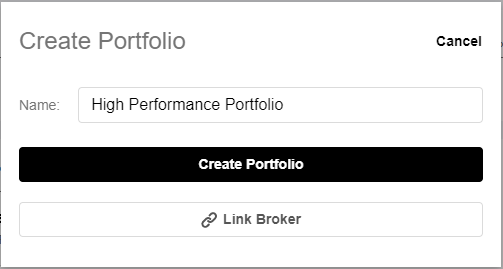 Create Portfolio
Cancel
Name:
High Performance Portfolio
Create Portfolio
Link Broker